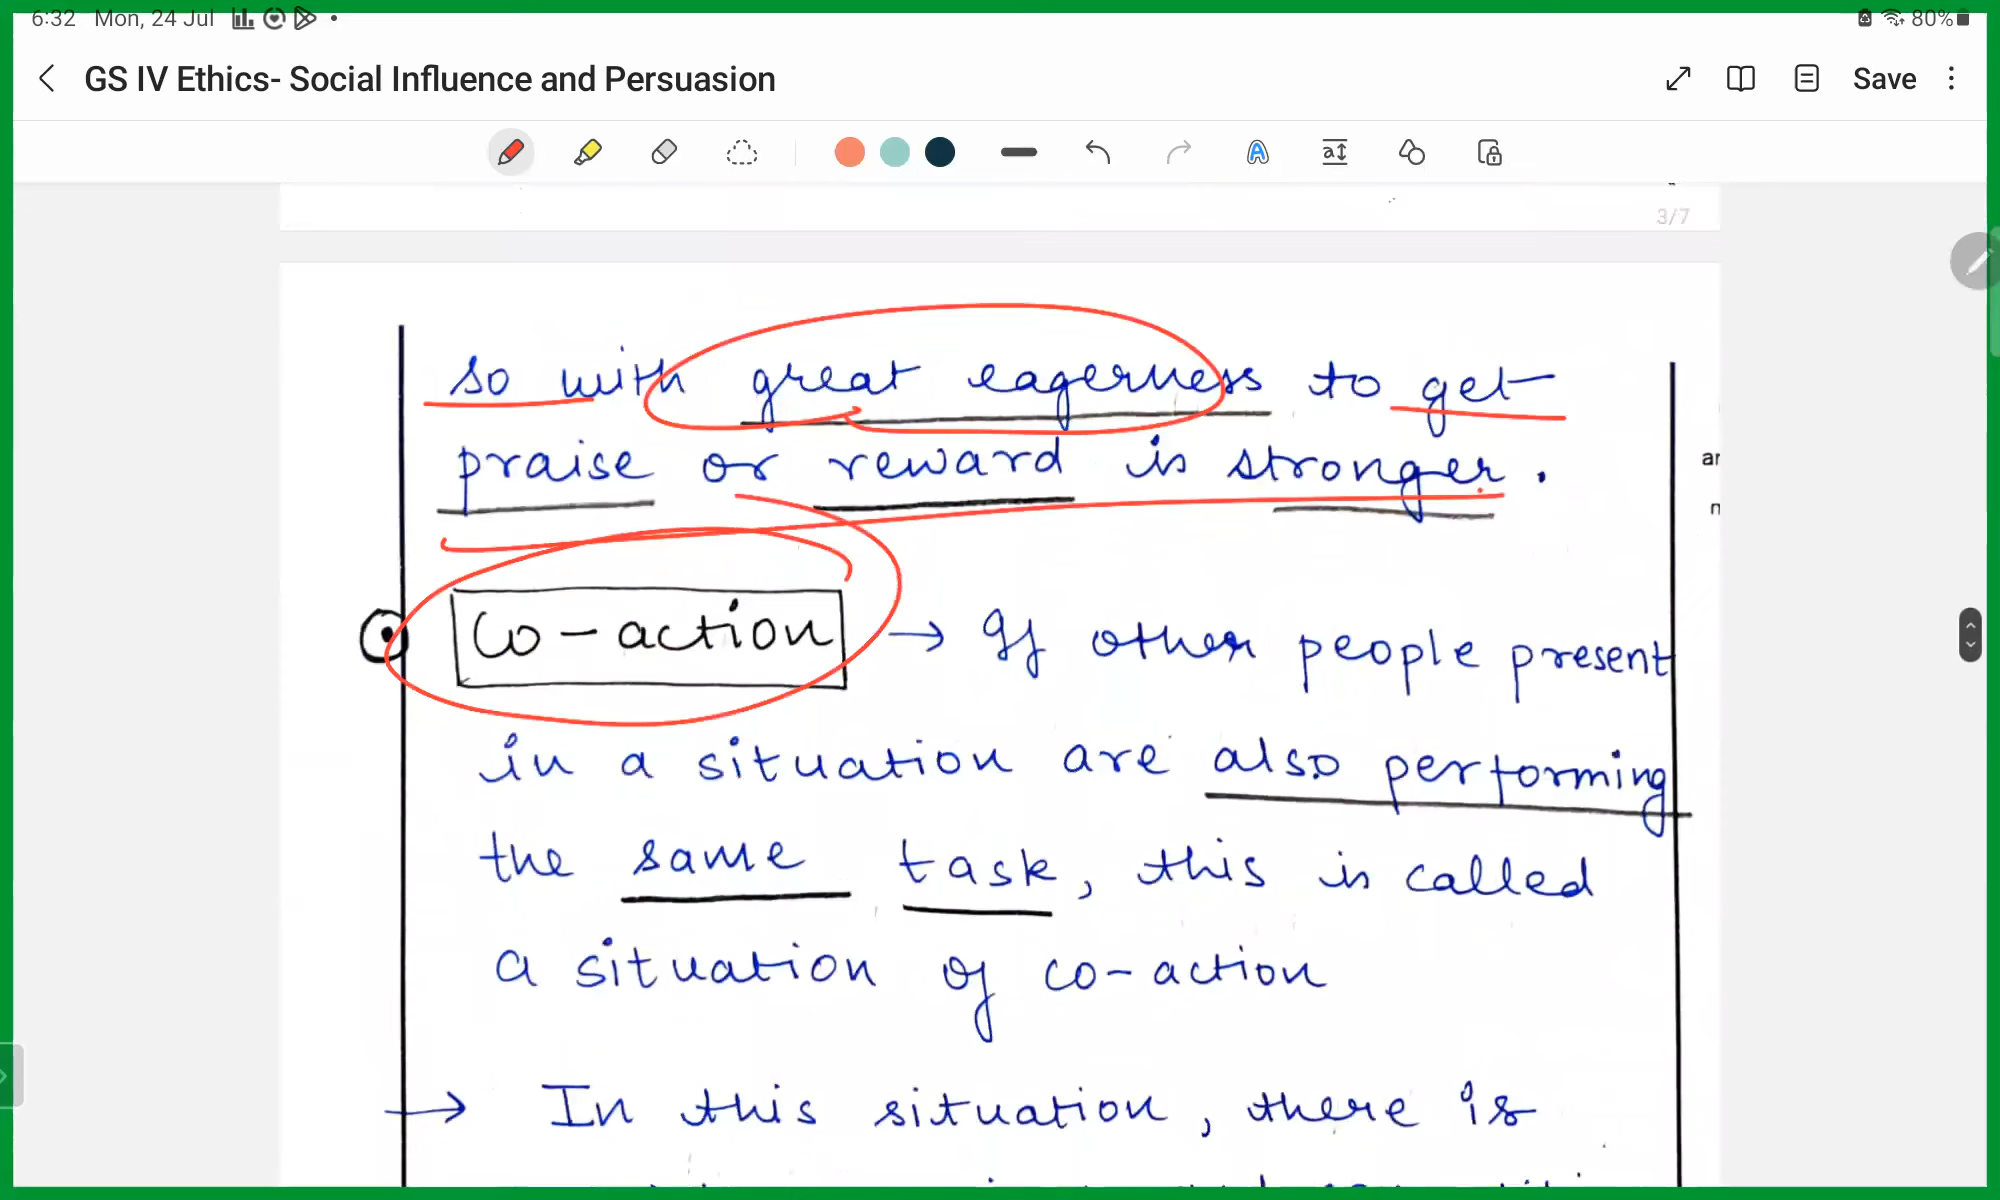 6:32 Mon, 24 Jul 80%
GS IV Ethics- Social Influence and Persuasion Save
3/7
so with great eagerness to get
praise or reward is stronger.
Co-action → If other people present
in a situation are also performing
the same task, this is called
a situation of co-action
→ In this situation, there is